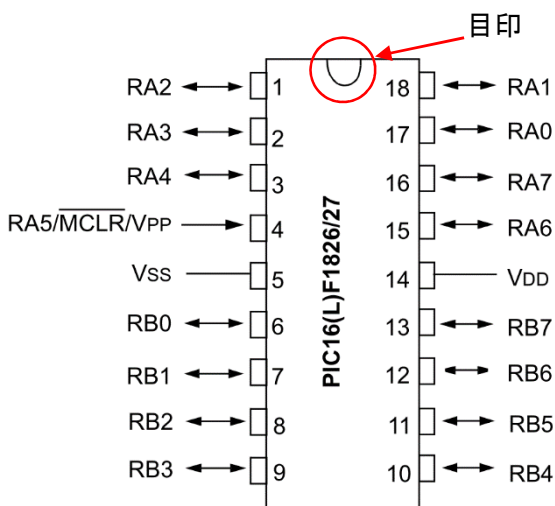 目印
RA2 1 18 RA1
RA3 2 17 RA0
RA4 3 16 RA7
RA5/MCLR/VPP 4 15 RA6
VSS 5 14 VDD
RB0 6 13 RB7
RB1 7 12 RB6
RB2 8 11 RB5
RB3 9 10 RB4
PIC16(L)F1826/27